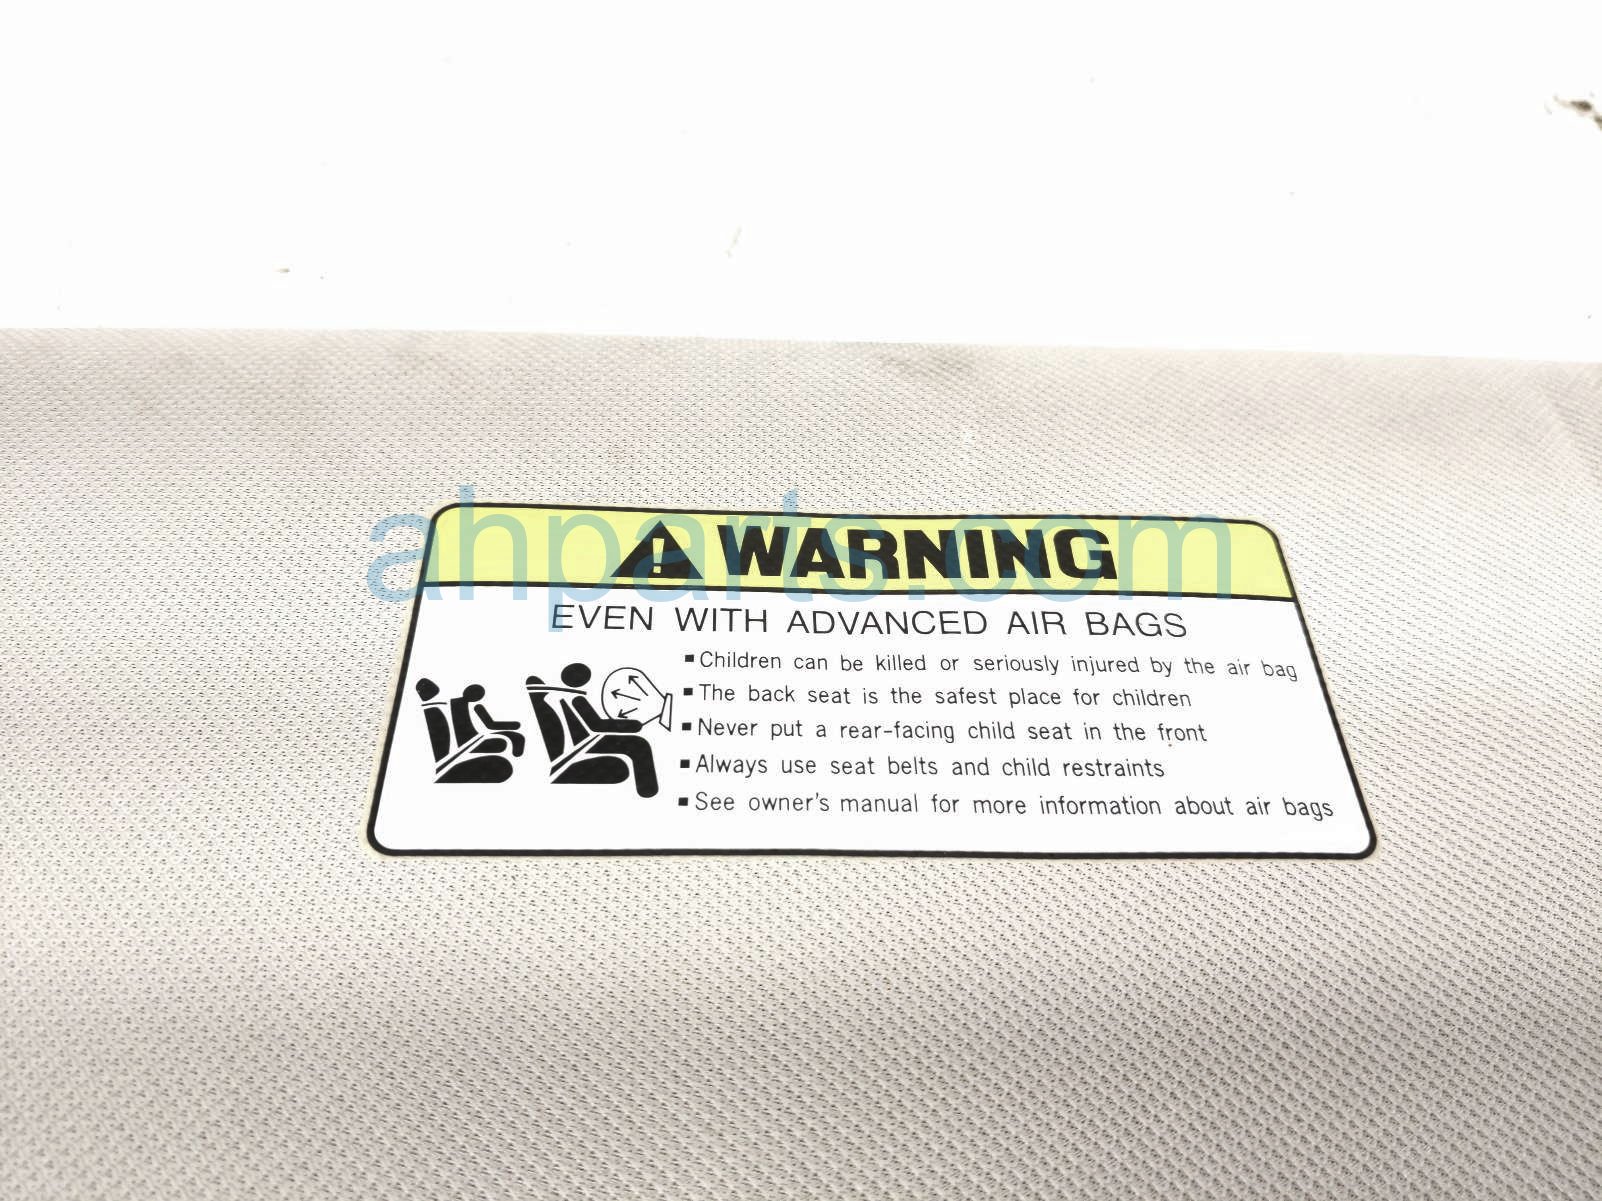 WARNING
EVEN WITH ADVANCED AIR BAGS
▪Children can be killed or seriously injured by the air bag
▪The back seat is the safest place for children
▪Never put a rear-facing child seat in the front
▪Always use seat belts and child restraints
▪See owner's manual for more information about air bags
ahparts.com